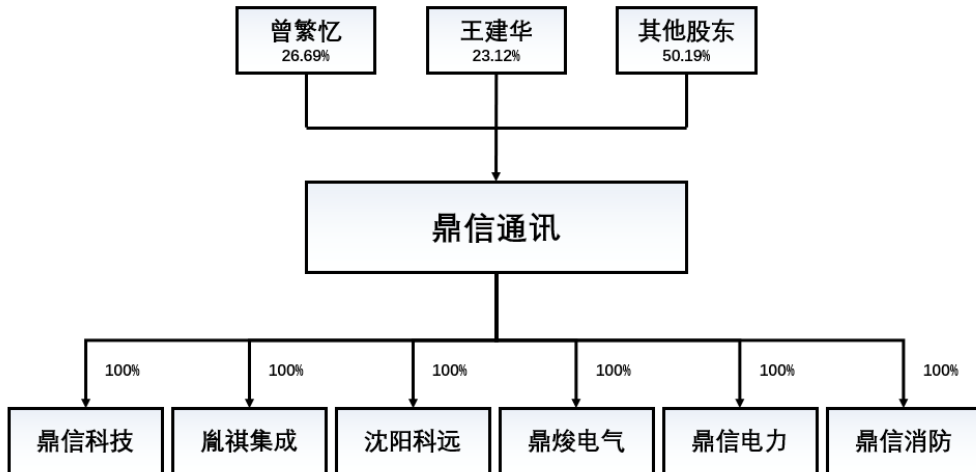 曾繁忆
26.69%
王建华
23.12%
其他股东
50.19%
鼎信通讯
100%
100%
100%
100%
100%
100%
鼎信科技
胤祺集成
沈阳科远
鼎焌电气
鼎信电力
鼎信消防